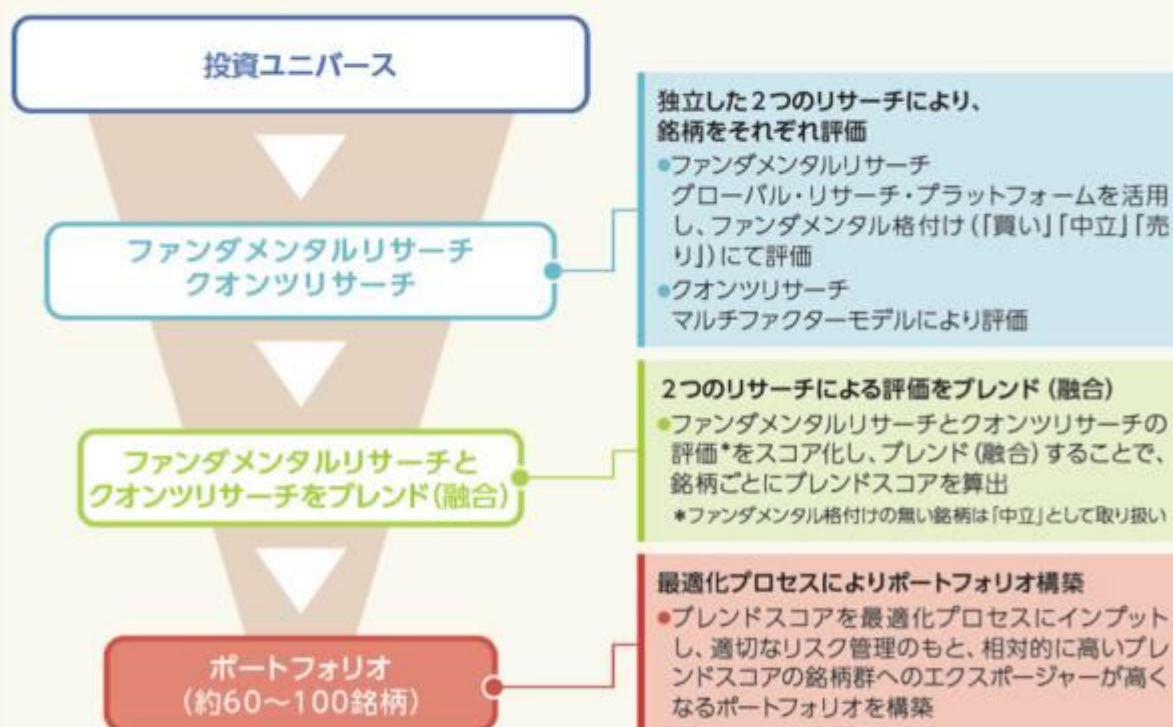 投資ユニバース
独立した2つのリサーチにより、
銘柄をそれぞれ評価
●ファンダメンタルリサーチ
グローバル・リサーチ・プラットフォームを活用
し、ファンダメンタル格付け(「買い」「中立」「売
り」)にて評価
●クオンツリサーチ
マルチファクターモデルにより評価
ファンダメンタルリサーチ
クオンツリサーチ
2つのリサーチによる評価をブレンド(融合)
●ファンダメンタルリサーチとクオンツリサーチの
評価*をスコア化し、ブレンド(融合)することで、
銘柄ごとにブレンドスコアを算出
*ファンダメンタル格付けの無い銘柄は「中立」として取り扱い
ファンダメンタルリサーチと
クオンツリサーチをブレンド(融合)
最適化プロセスによりポートフォリオ構築
●ブレンドスコアを最適化プロセスにインプット
し、適切なリスク管理のもと、相対的に高いブレ
ンドスコアの銘柄群へのエクスポージャーが高く
なるポートフォリオを構築
ポートフォリオ
(約60〜100銘柄)